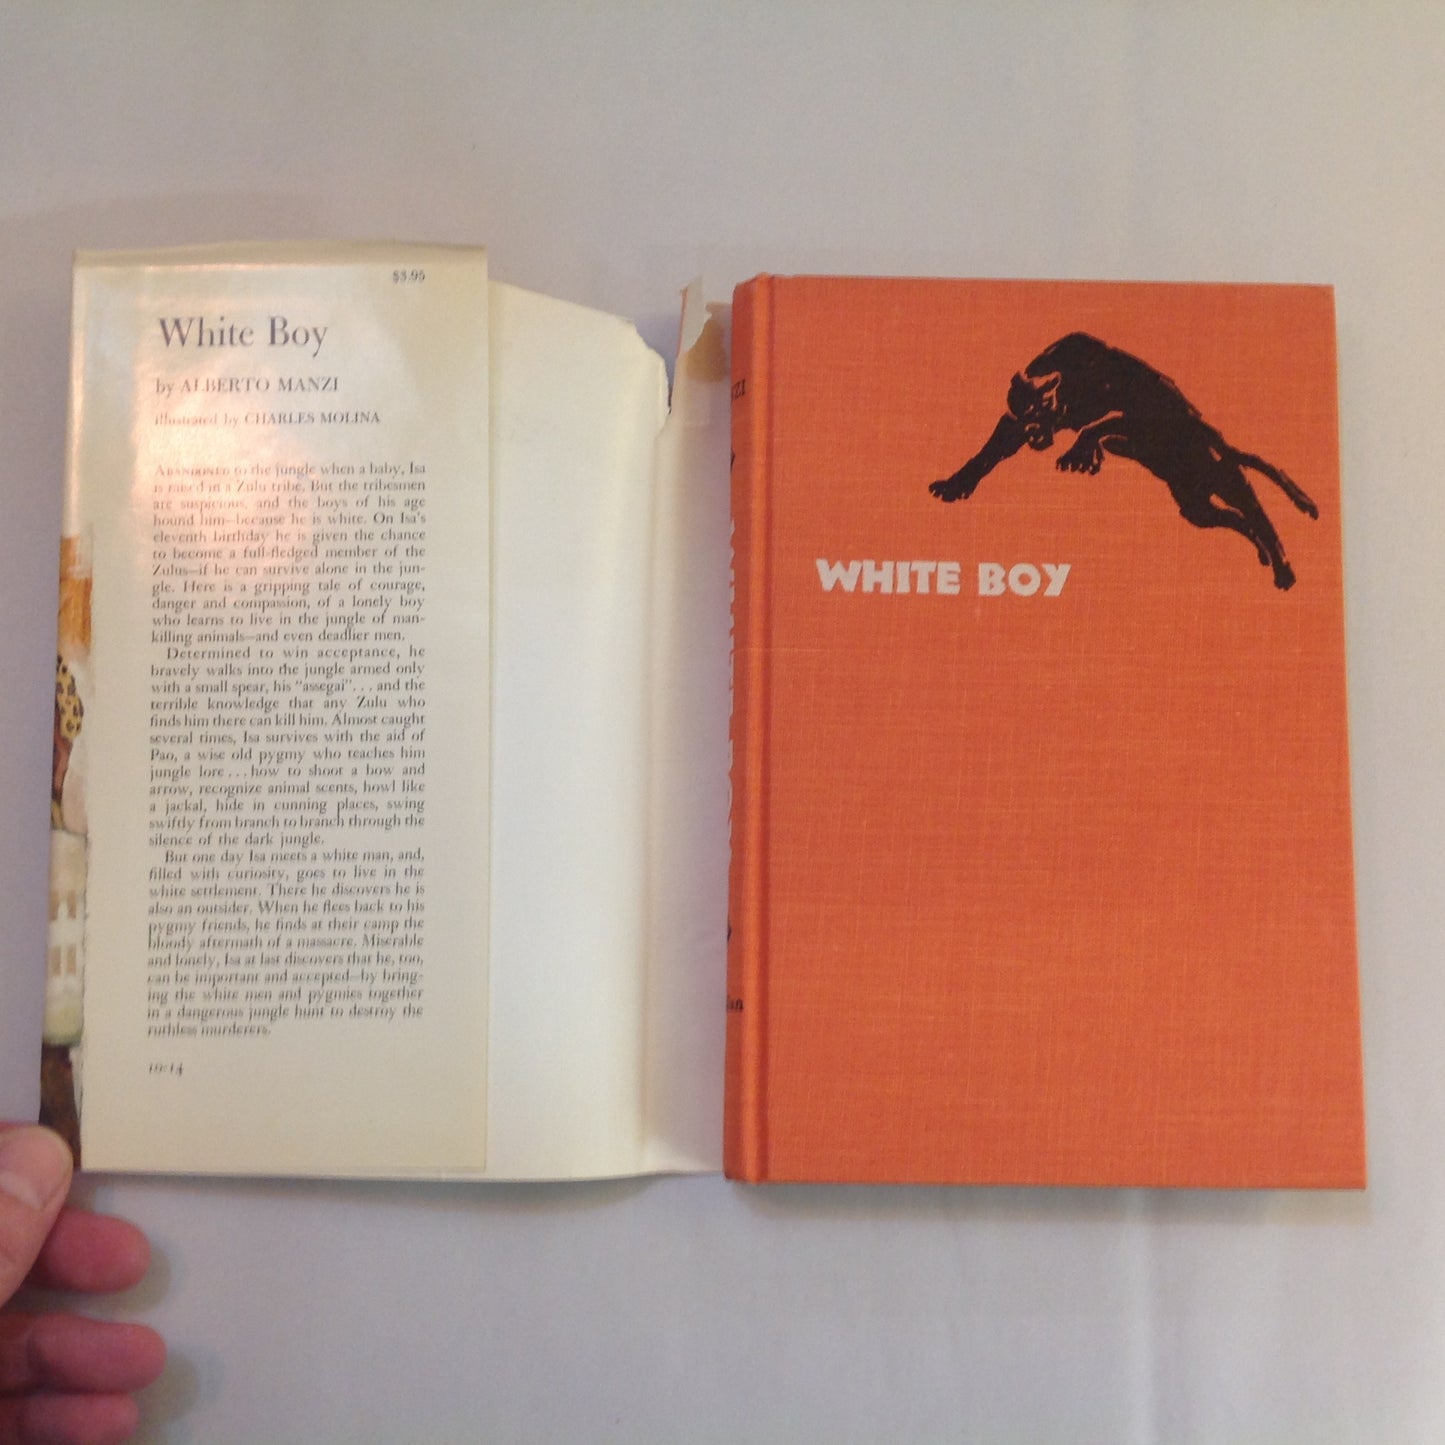 $3.95
White Boy
by ALBERTO MANZI
illustrated by CHARLES MOLINA
ABANDONED to the jungle when a baby, Isa
is raised in a Zulu tribe. But the tribesmen
are suspicious, and the boys of his age
hound him—because he is white. On Isa's
eleventh birthday he is given the chance
to become a full-fledged member of the
Zulus—if he can survive alone in the jun-
gle. Here is a gripping tale of courage,
danger and compassion, of a lonely boy
who learns to live in the jungle of man-
killing animals—and even deadlier men.
Determined to win acceptance, he
bravely walks into the jungle armed only
with a small spear, his "assegai" . . . and the
terrible knowledge that any Zulu who
finds him there can kill him. Almost caught
several times, Isa survives with the aid of
Pao, a wise old pygmy who teaches him
jungle lore . . . how to shoot a bow and
arrow, recognize animal scents, howl like
a jackal, hide in cunning places, swing
swiftly from branch to branch through the
silence of the dark jungle.
But one day Isa meets a white man, and,
filled with curiosity, goes to live in the
white settlement. There he discovers he is
also an outsider. When he flees back to his
pygmy friends, he finds at their camp the
bloody aftermath of a massacre. Miserable
and lonely, Isa at last discovers that he, too,
can be important and accepted—by bring-
ing the white men and pygmies together
in a dangerous jungle hunt to destroy the
ruthless murderers.
10-14
WHITE BOY